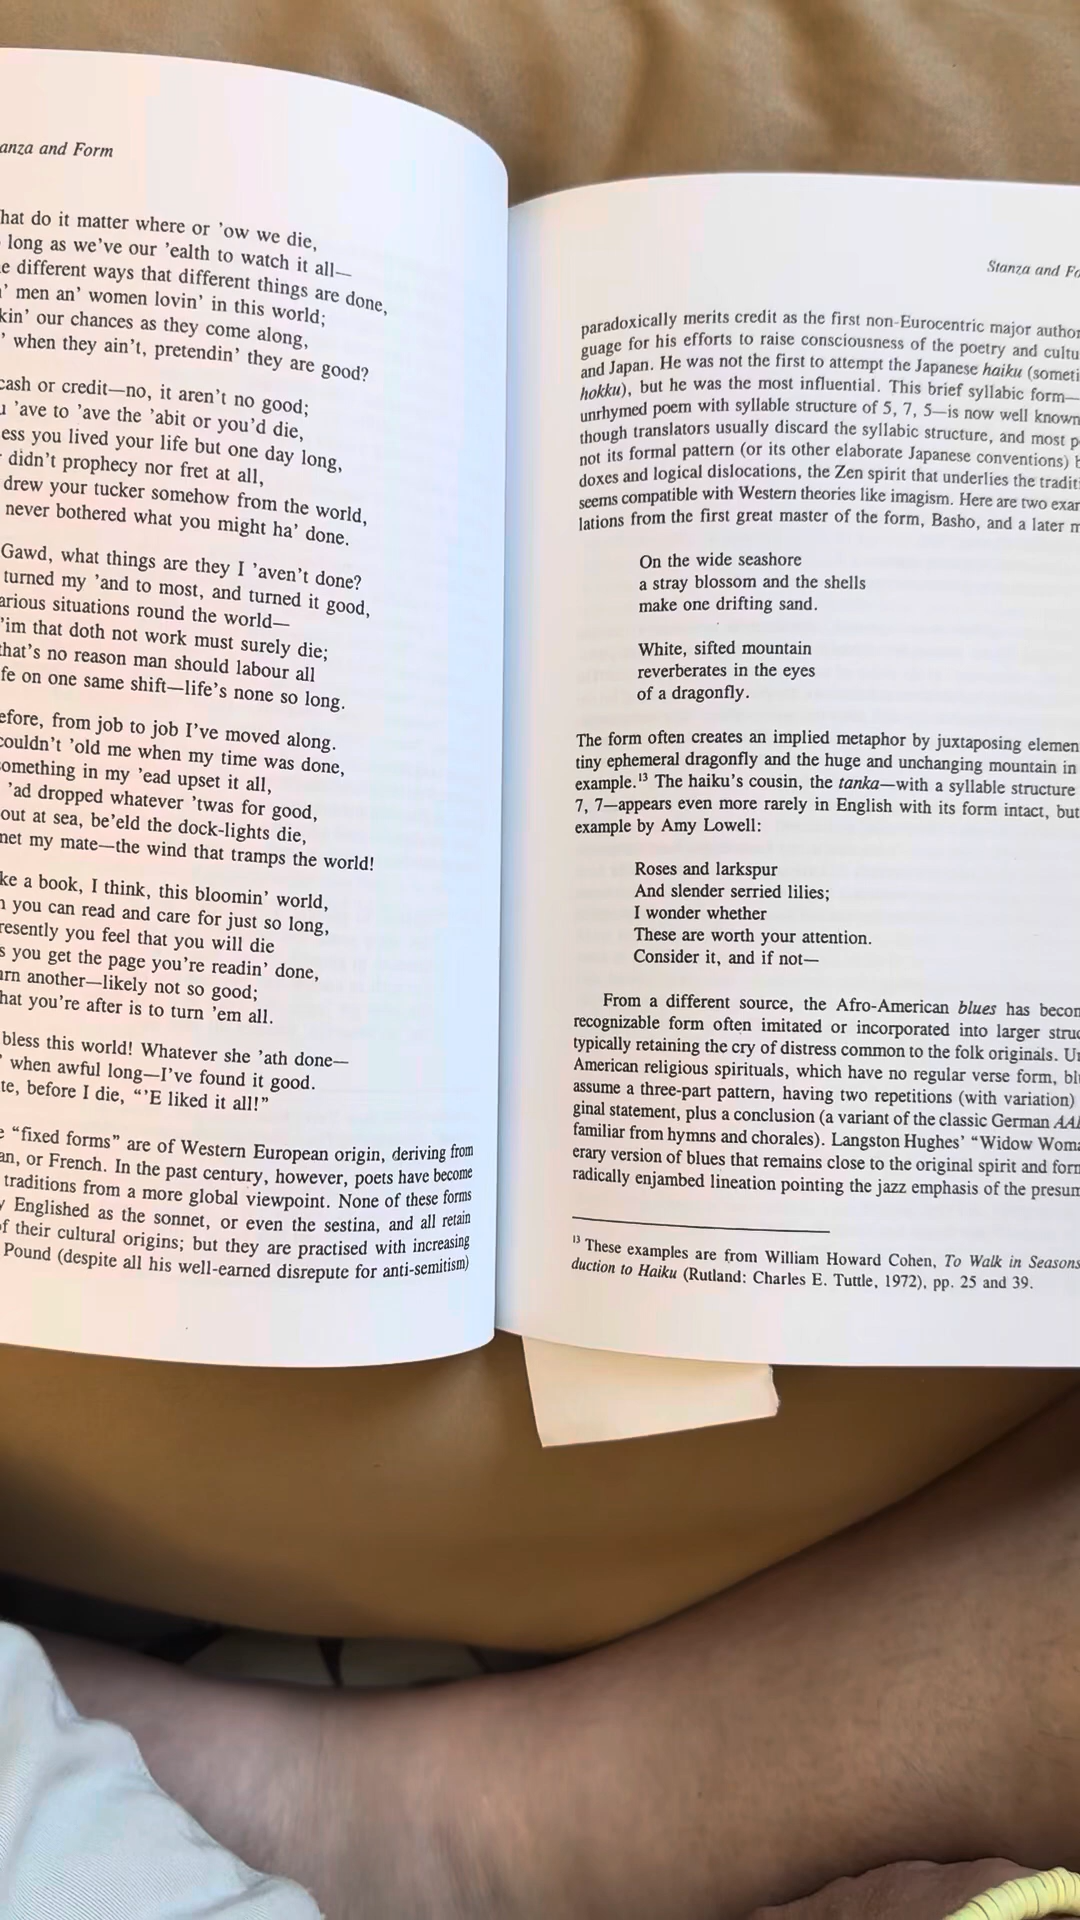 anza and Form
hat do it matter where or ’ow we die,
long as we’ve our ’ealth to watch it all—
e different ways that different things are done,
’ men an’ women lovin’ in this world;
kin’ our chances as they come along,
’ when they ain’t, pretendin’ they are good?
cash or credit—no, it aren’t no good;
u ’ave to ’ave the ’abit or you’d die,
ess you lived your life but one day long,
didn’t prophecy nor fret at all,
drew your tucker somehow from the world,
never bothered what you might ha’ done.
Gawd, what things are they I ’aven’t done?
turned my ’and to most, and turned it good,
arious situations round the world—
’im that doth not work must surely die;
that’s no reason man should labour all
fe on one same shift—life’s none so long.
efore, from job to job I’ve moved along.
couldn’t ’old me when my time was done,
omething in my ’ead upset it all,
’ad dropped whatever ’twas for good,
out at sea, be’eld the dock-lights die,
net my mate—the wind that tramps the world!
ke a book, I think, this bloomin’ world,
n you can read and care for just so long,
resently you feel that you will die
s you get the page you’re readin’ done,
urn another—likely not so good;
hat you’re after is to turn ’em all.
bless this world! Whatever she ’ath done—
’ when awful long—I’ve found it good.
te, before I die, “’E liked it all!”
e “fixed forms” are of Western European origin, deriving from
an, or French. In the past century, however, poets have become
traditions from a more global viewpoint. None of these forms
y Englished as the sonnet, or even the sestina, and all retain
of their cultural origins; but they are practised with increasing
Pound (despite all his well-earned disrepute for anti-semitism)
Stanza and Fo
paradoxically merits credit as the first non-Eurocentric major author
guage for his efforts to raise consciousness of the poetry and cultu
and Japan. He was not the first to attempt the Japanese haiku (someti
hokku), but he was the most influential. This brief syllabic form—
unrhymed poem with syllable structure of 5, 7, 5—is now well known
though translators usually discard the syllabic structure, and most p
not its formal pattern (or its other elaborate Japanese conventions) b
doxes and logical dislocations, the Zen spirit that underlies the traditi
seems compatible with Western theories like imagism. Here are two exam
lations from the first great master of the form, Basho, and a later m
On the wide seashore
a stray blossom and the shells
make one drifting sand.
White, sifted mountain
reverberates in the eyes
of a dragonfly.
The form often creates an implied metaphor by juxtaposing elemen
tiny ephemeral dragonfly and the huge and unchanging mountain in
example.¹³ The haiku’s cousin, the tanka—with a syllable structure
7, 7—appears even more rarely in English with its form intact, but
example by Amy Lowell:
Roses and larkspur
And slender serried lilies;
I wonder whether
These are worth your attention.
Consider it, and if not—
From a different source, the Afro-American blues has becom
recognizable form often imitated or incorporated into larger struc
typically retaining the cry of distress common to the folk originals. Un
American religious spirituals, which have no regular verse form, bl
assume a three-part pattern, having two repetitions (with variation)
ginal statement, plus a conclusion (a variant of the classic German AA
familiar from hymns and chorales). Langston Hughes’ “Widow Woma
erary version of blues that remains close to the original spirit and form
radically enjambed lineation pointing the jazz emphasis of the presum
¹³ These examples are from William Howard Cohen, To Walk in Seasons
duction to Haiku (Rutland: Charles E. Tuttle, 1972), pp. 25 and 39.